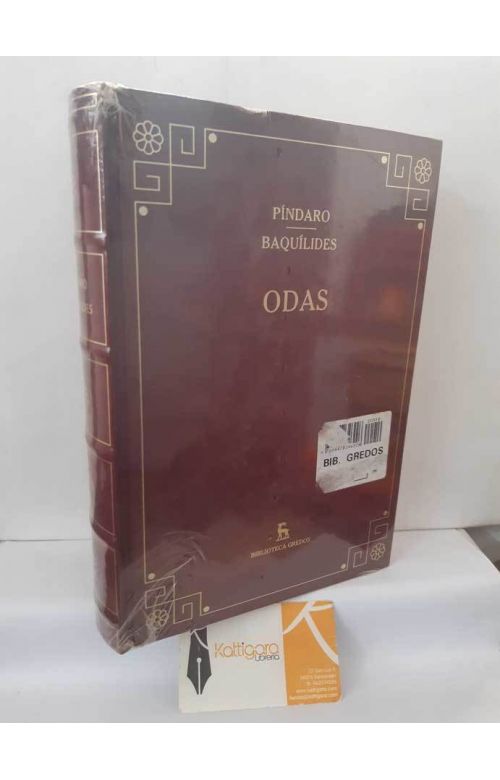 PÍNDARO
BAQUÍLIDES
ODAS
BIB. GREDOS
BIBLIOTECA GREDOS
Kattigara
Librería